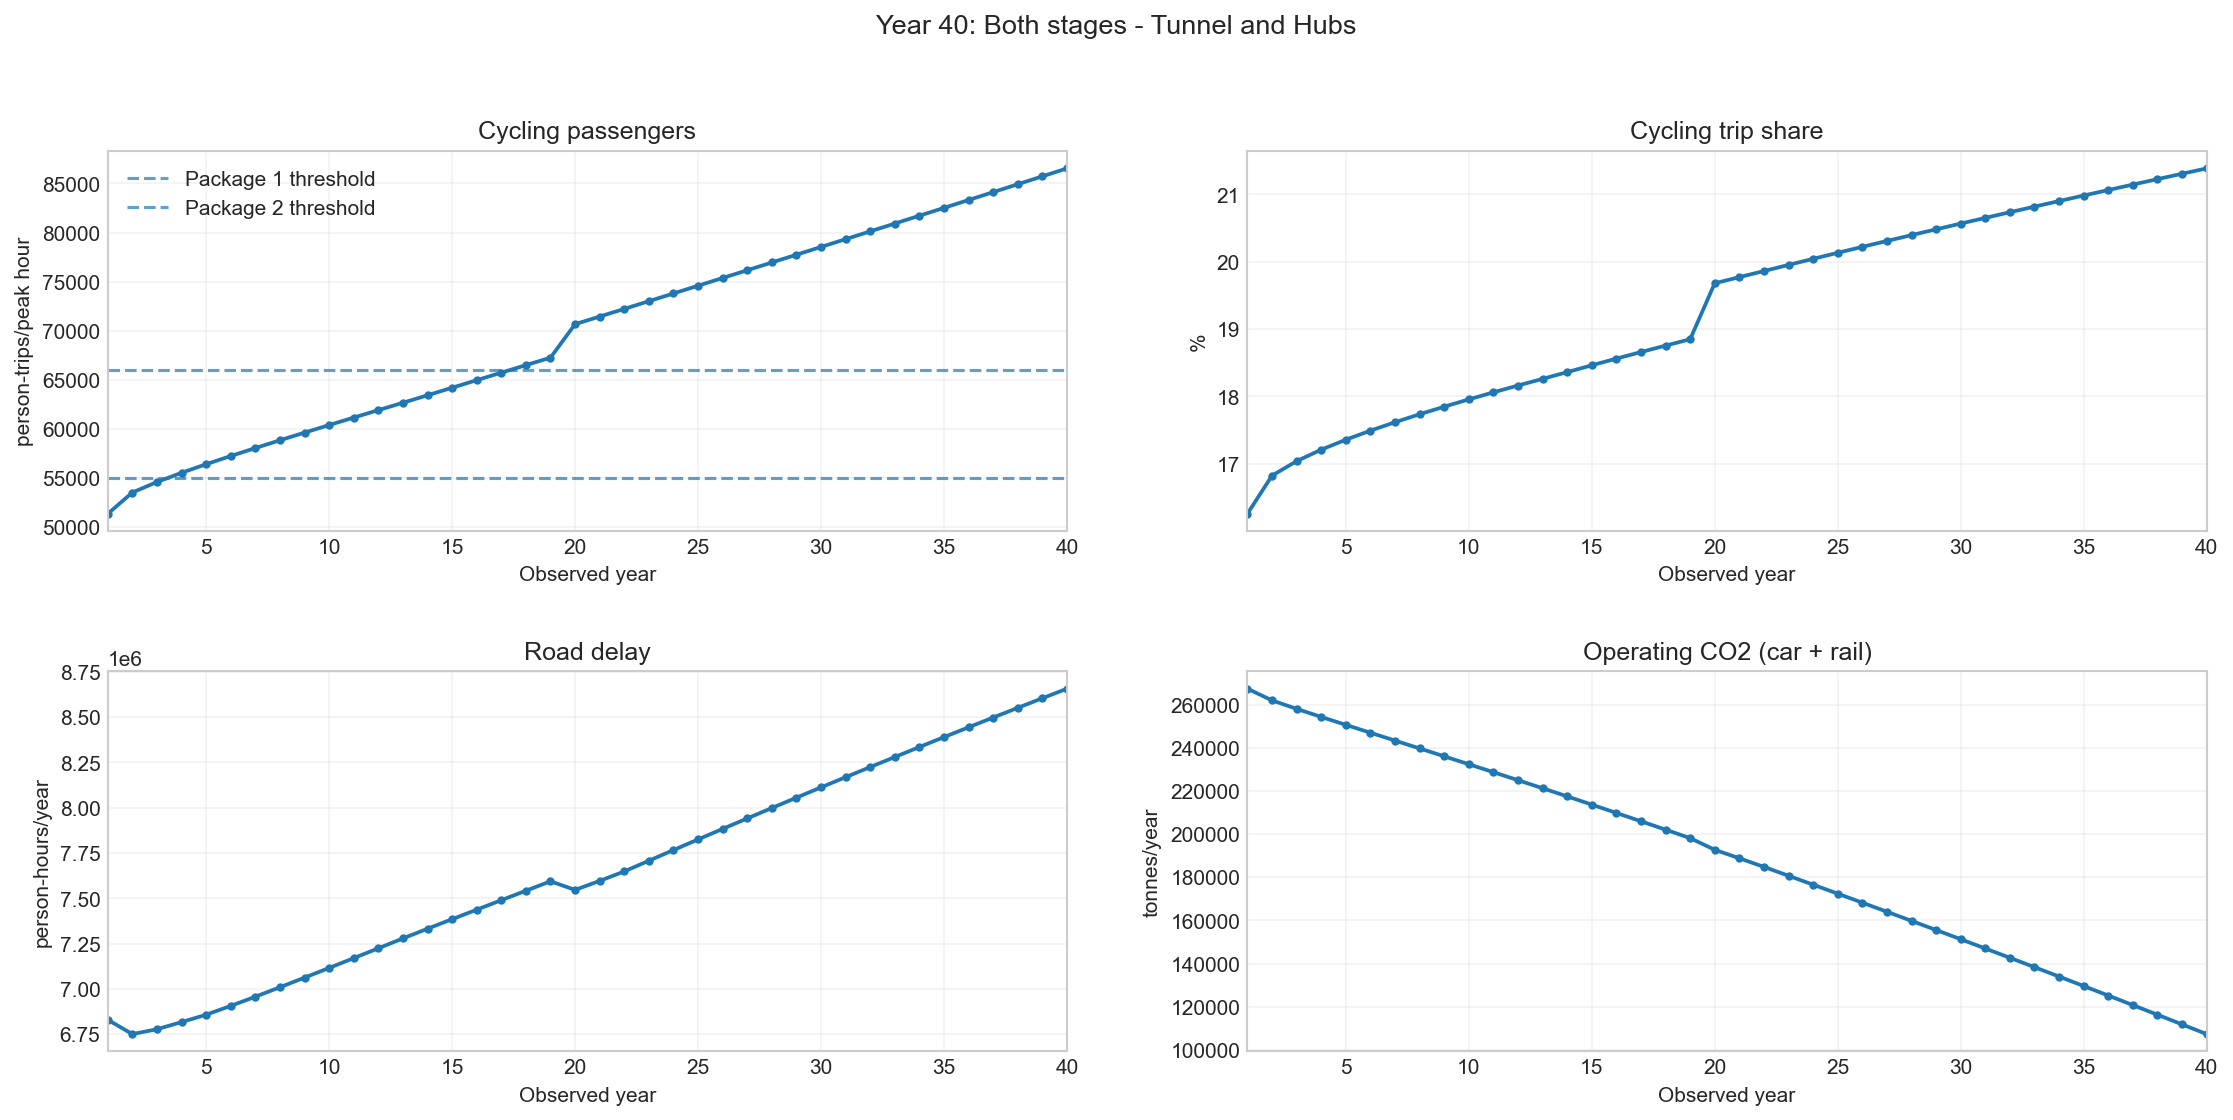 Year 40: Both stages - Tunnel and Hubs
Cycling passengers
person-trips/peak hour
85000
80000
75000
70000
65000
60000
55000
50000
Package 1 threshold
Package 2 threshold
5 10 15 20 25 30 35 40
Observed year
Cycling trip share
%
21
20
19
18
17
5 10 15 20 25 30 35 40
Observed year
Road delay
1e6
person-hours/year
8.75
8.50
8.25
8.00
7.75
7.50
7.25
7.00
6.75
5 10 15 20 25 30 35 40
Observed year
Operating CO2 (car + rail)
tonnes/year
260000
240000
220000
200000
180000
160000
140000
120000
100000
5 10 15 20 25 30 35 40
Observed year